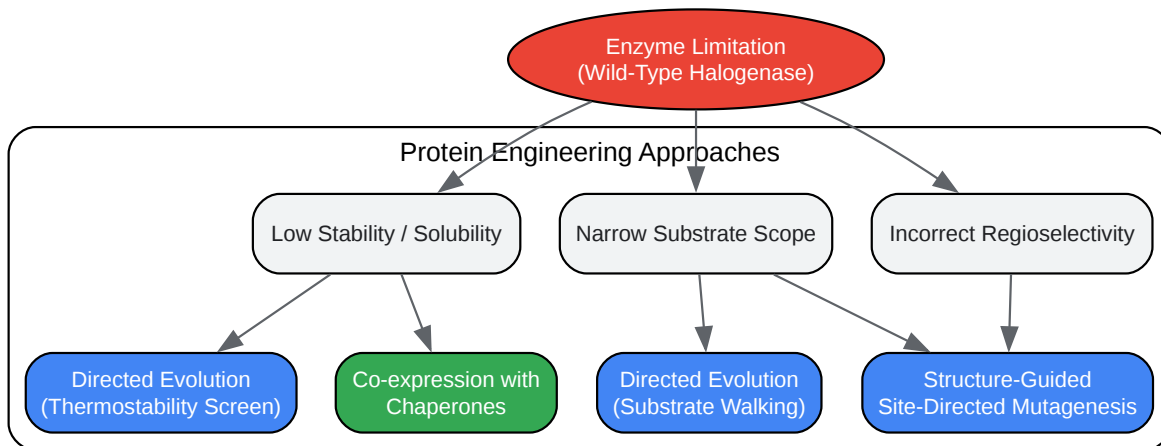 Enzyme Limitation
(Wild-Type Halogenase)
Protein Engineering Approaches
Low Stability / Solubility
Narrow Substrate Scope
Incorrect Regioselectivity
Directed Evolution
(Thermostability Screen)
Co-expression with
Chaperones
Directed Evolution
(Substrate Walking)
Structure-Guided
Site-Directed Mutagenesis